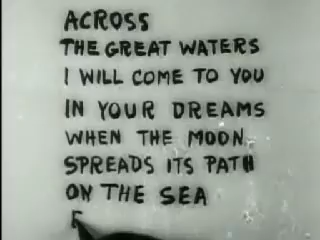 ACROSS
THE GREAT WATERS
I WILL COME TO YOU
IN YOUR DREAMS
WHEN THE MOON
SPREADS ITS PATH
ON THE SEA